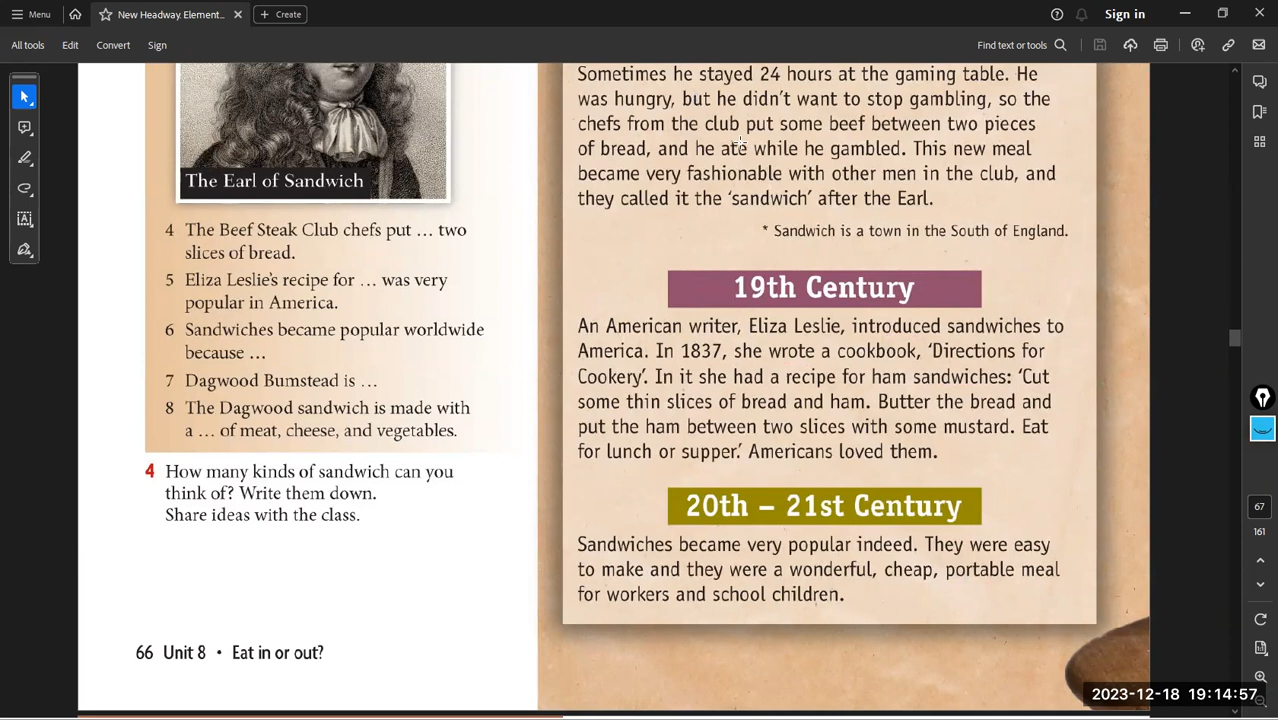 Menu
New Headway. Element...
Create
Sign in
All tools
Edit
Convert
Sign
Find text or tools
The Earl of Sandwich
4 The Beef Steak Club chefs put … two
slices of bread.
5 Eliza Leslie's recipe for … was very
popular in America.
6 Sandwiches became popular worldwide
because …
7 Dagwood Bumstead is …
8 The Dagwood sandwich is made with
a … of meat, cheese, and vegetables.
4 How many kinds of sandwich can you
think of? Write them down.
Share ideas with the class.
66 Unit 8 • Eat in or out?
Sometimes he stayed 24 hours at the gaming table. He
was hungry, but he didn't want to stop gambling, so the
chefs from the club put some beef between two pieces
of bread, and he ate while he gambled. This new meal
became very fashionable with other men in the club, and
they called it the 'sandwich' after the Earl.
* Sandwich is a town in the South of England.
19th Century
An American writer, Eliza Leslie, introduced sandwiches to
America. In 1837, she wrote a cookbook, 'Directions for
Cookery'. In it she had a recipe for ham sandwiches: 'Cut
some thin slices of bread and ham. Butter the bread and
put the ham between two slices with some mustard. Eat
for lunch or supper.' Americans loved them.
20th – 21st Century
Sandwiches became very popular indeed. They were easy
to make and they were a wonderful, cheap, portable meal
for workers and school children.
67
161
2023-12-18 19:14:57